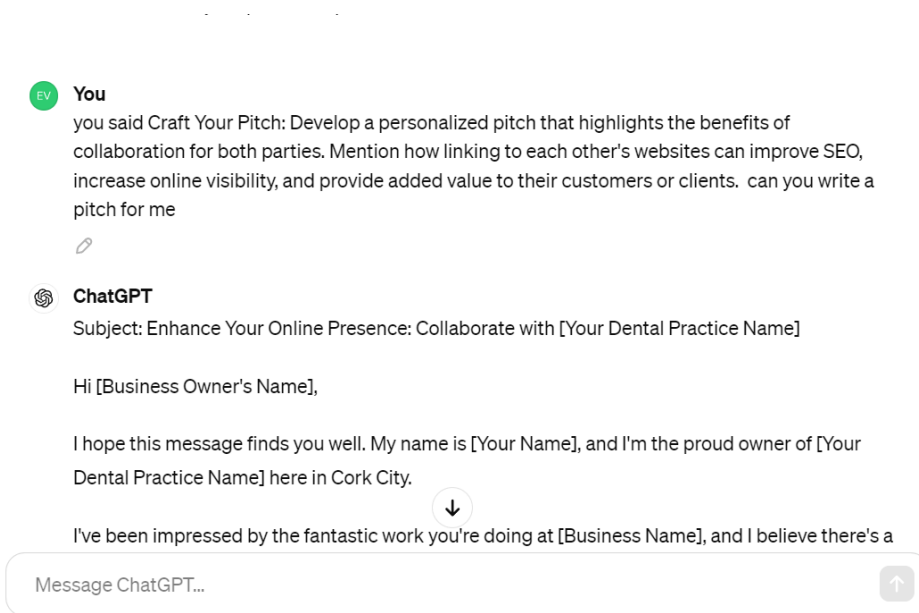 EV
You
you said Craft Your Pitch: Develop a personalized pitch that highlights the benefits of
collaboration for both parties. Mention how linking to each other's websites can improve SEO,
increase online visibility, and provide added value to their customers or clients.  can you write a
pitch for me
ChatGPT
Subject: Enhance Your Online Presence: Collaborate with [Your Dental Practice Name]
Hi [Business Owner's Name],
I hope this message finds you well. My name is [Your Name], and I'm the proud owner of [Your
Dental Practice Name] here in Cork City.
I've been impressed by the fantastic work you're doing at [Business Name], and I believe there's a
Message ChatGPT...